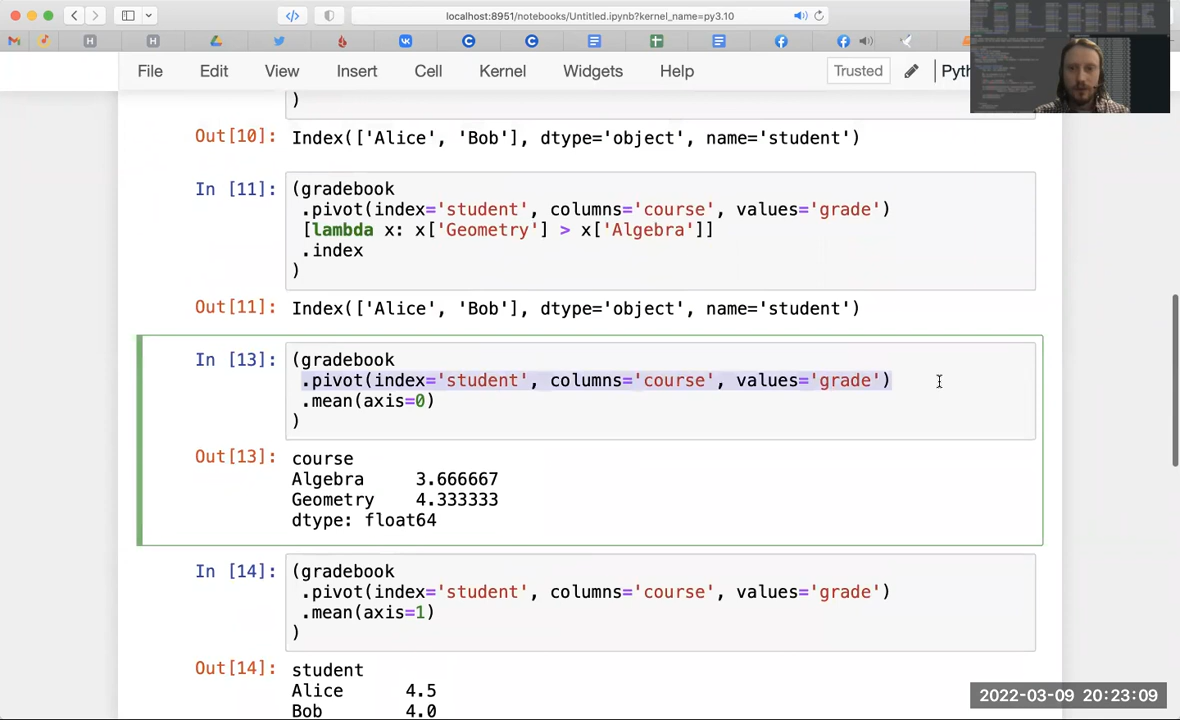 localhost:8951/notebooks/Untitled.ipynb?kernel_name=py3.10
File Edit View Insert Cell Kernel Widgets Help Trusted Pyth
)
Out[10]: Index(['Alice', 'Bob'], dtype='object', name='student')
In [11]: (gradebook
.pivot(index='student', columns='course', values='grade')
[lambda x: x['Geometry'] > x['Algebra']]
.index
)
Out[11]: Index(['Alice', 'Bob'], dtype='object', name='student')
In [13]: (gradebook
.pivot(index='student', columns='course', values='grade')
.mean(axis=0)
)
Out[13]: course
Algebra 3.666667
Geometry 4.333333
dtype: float64
In [14]: (gradebook
.pivot(index='student', columns='course', values='grade')
.mean(axis=1)
)
Out[14]: student
Alice 4.5
Bob 4.0
2022-03-09 20:23:09